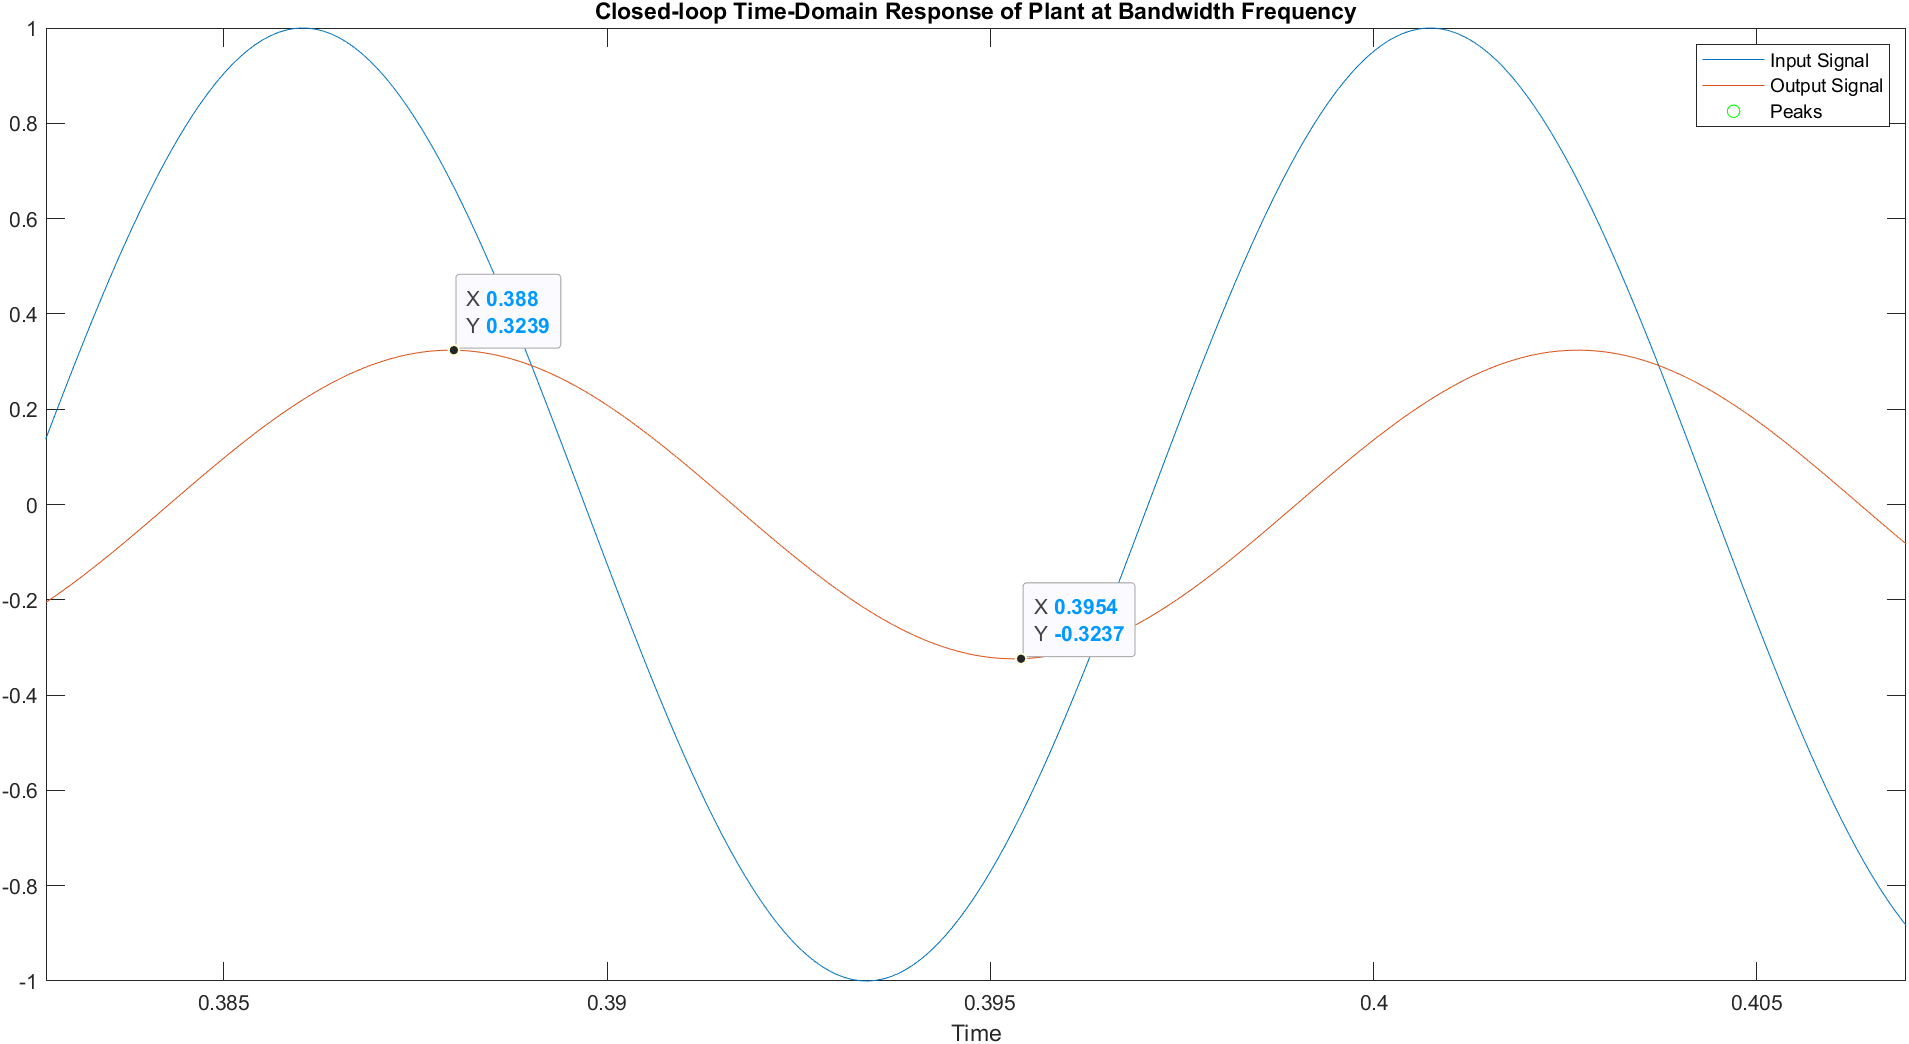 Closed-loop Time-Domain Response of Plant at Bandwidth Frequency
1
0.8
0.6
0.4
0.2
0
-0.2
-0.4
-0.6
-0.8
-1
Input Signal
Output Signal
Peaks
X 0.388
Y 0.3239
X 0.3954
Y -0.3237
0.385
0.39
0.395
0.4
0.405
Time